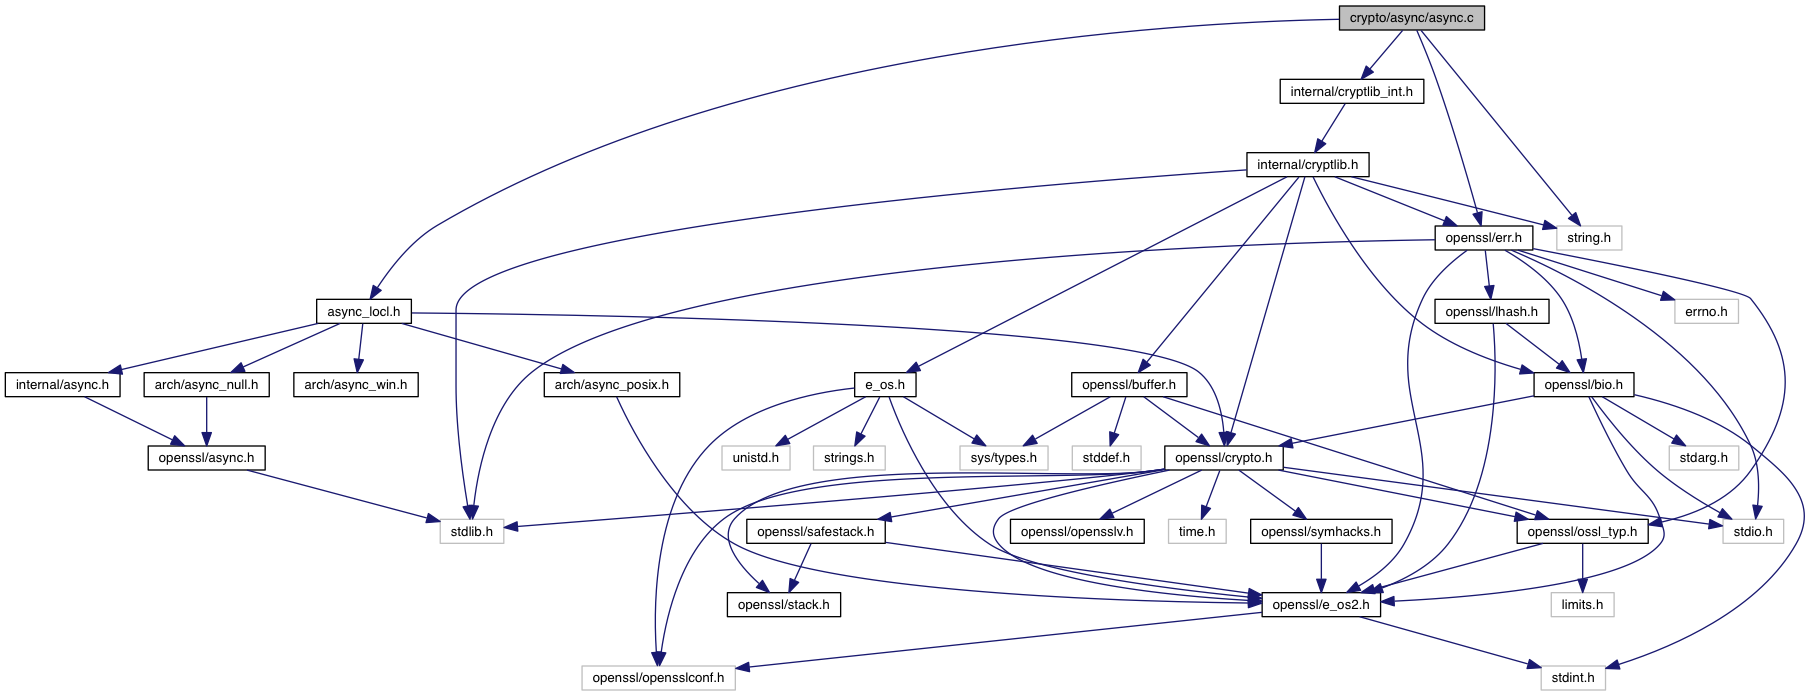 crypto/async/async.c
internal/cryptlib_int.h
internal/cryptlib.h
openssl/err.h
string.h
async_locl.h
openssl/lhash.h
errno.h
internal/async.h
arch/async_null.h
arch/async_win.h
arch/async_posix.h
e_os.h
openssl/buffer.h
openssl/bio.h
openssl/async.h
unistd.h
strings.h
sys/types.h
stddef.h
openssl/crypto.h
stdarg.h
stdlib.h
openssl/safestack.h
openssl/opensslv.h
time.h
openssl/symhacks.h
openssl/ossl_typ.h
stdio.h
openssl/stack.h
openssl/e_os2.h
limits.h
openssl/opensslconf.h
stdint.h